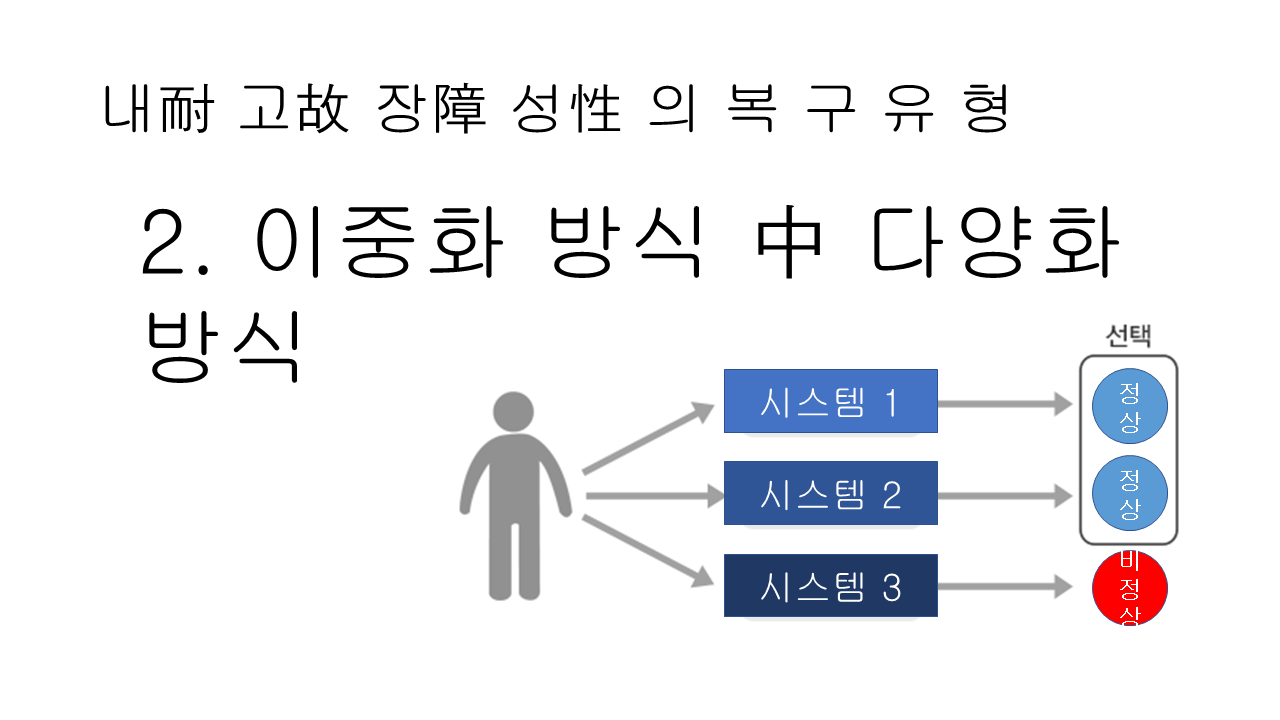 내耐 고故 장障 성性 의 복 구 유 형
2. 이중화 방식 中 다양화
방식
선택
시스템 1
정
상
시스템 2
정
상
시스템 3
비
정
상